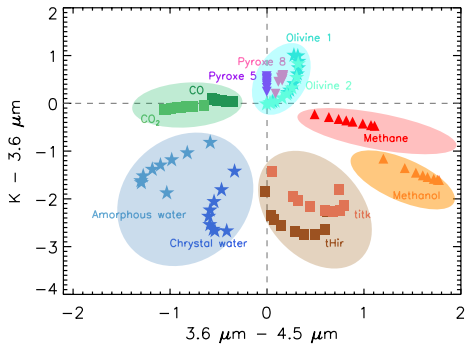 2
Olivine 1
Pyroxe 8
1
Pyroxe 5
CO
Olivine 2
0
CO₂
Methane
-1
Methanol
-2
Amorphous water
titk
Chrystal water
tHir
-3
-4
-2
-1
0
1
2
K - 3.6 μm
3.6 μm - 4.5 μm